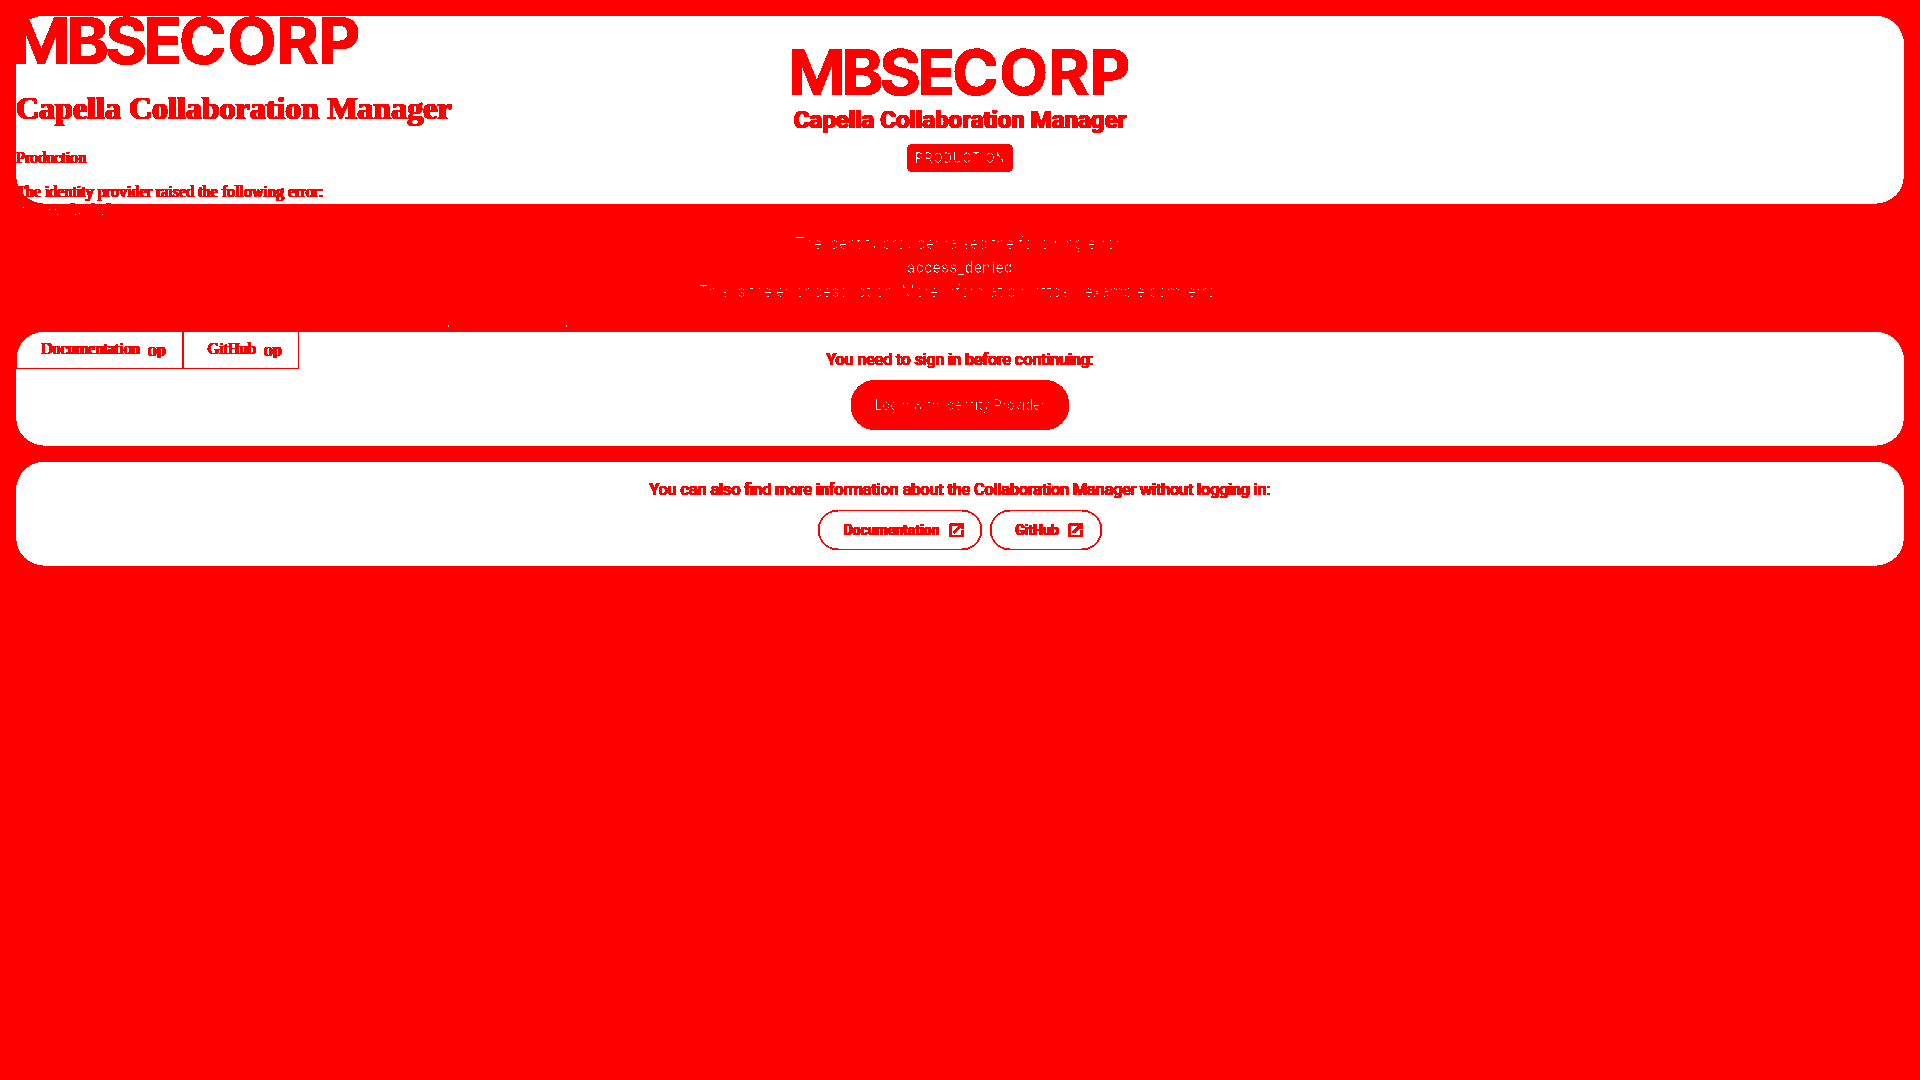 MBSECORP
Capella Collaboration Manager
Production
The identity provider raised the following error:
MBSECORP
Capella Collaboration Manager
PRODUCTION
The identity provider raised the following error
access_denied
Documentation op
GitHub op
You need to sign in before continuing:
Login with Identity Provider
You can also find more information about the Collaboration Manager without logging in:
Documentation
GitHub